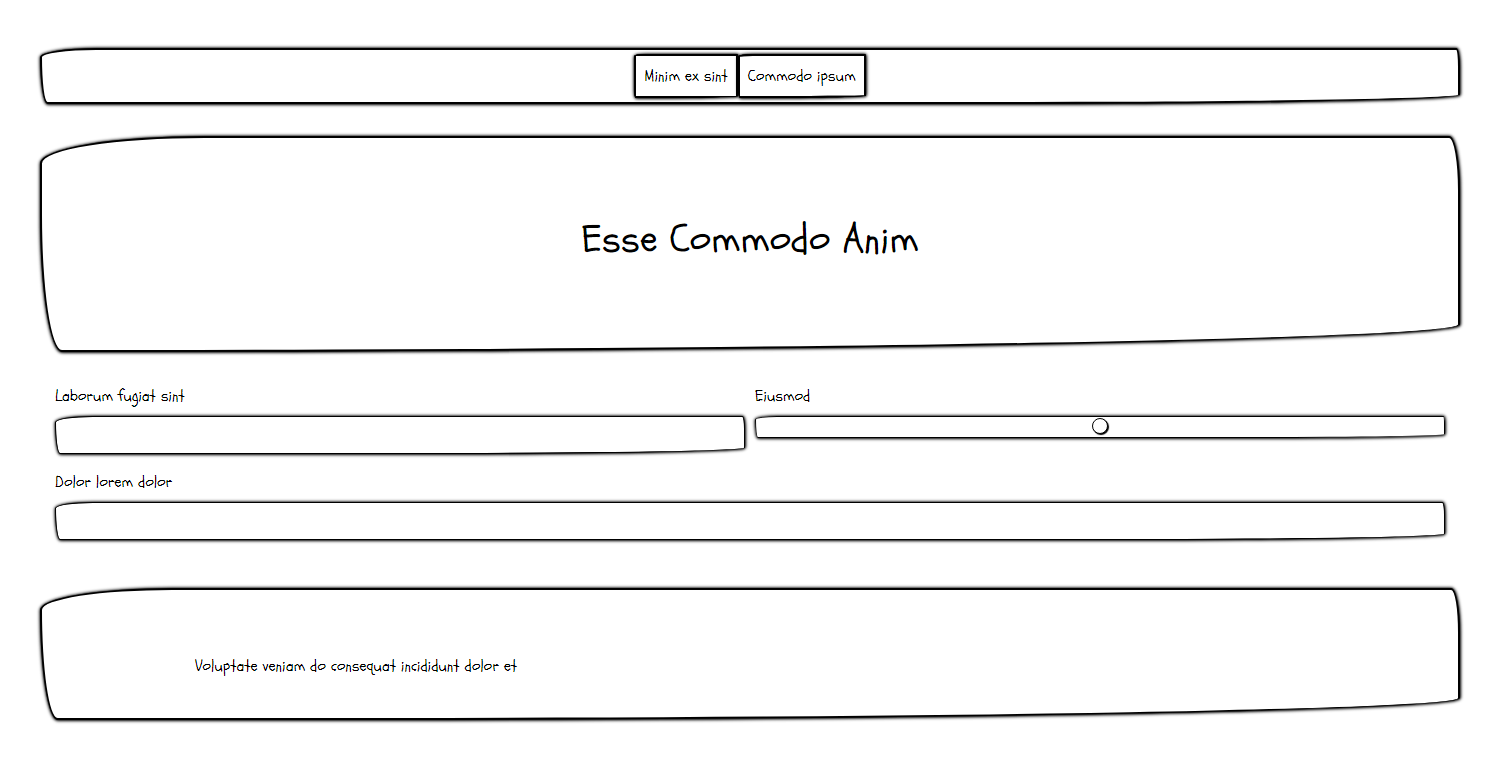 Minim ex sint Commodo ipsum
Esse Commodo Anim
Laborum fugiat sint
Eiusmod
Dolor lorem dolor
Voluptate veniam do consequat incididunt dolor et